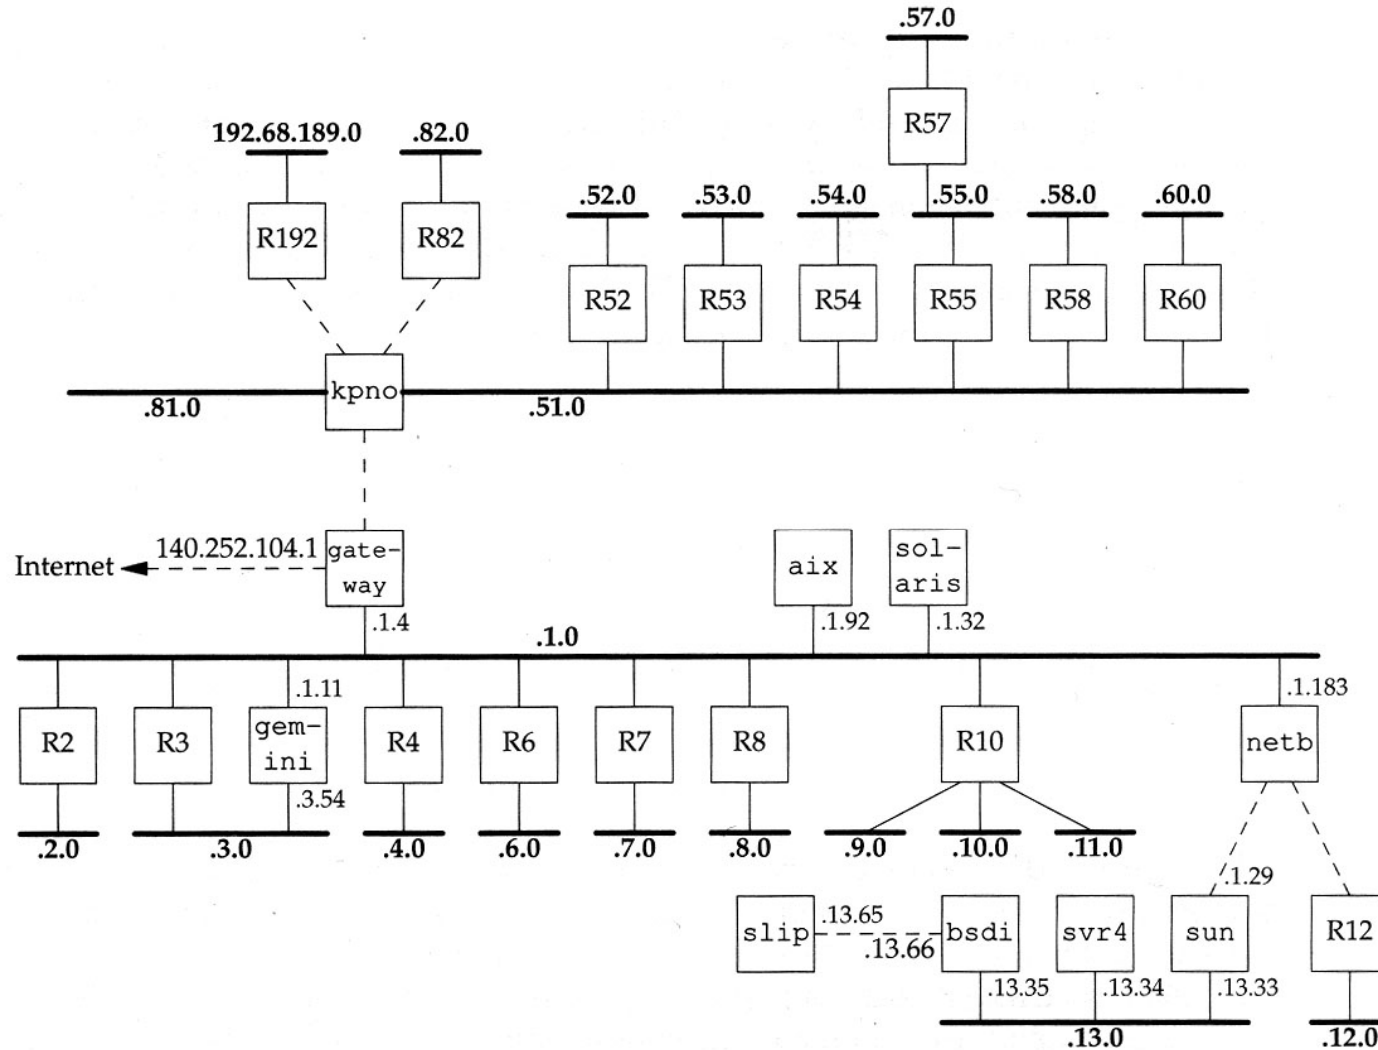 .57.0
R57
192.68.189.0 .82.0
.52.0 .53.0 .54.0 .55.0 .58.0 .60.0
R192 R82
R52 R53 R54 R55 R58 R60
kpno
.81.0 .51.0
Internet 140.252.104.1 gate-
way
aix sol-
aris
.1.4 .1.92 .1.32
.1.0
.1.11 .1.183
R2 R3 gem-
ini R4 R6 R7 R8 R10 netb
.3.54
.2.0 .3.0 .4.0 .6.0 .7.0 .8.0 .9.0 .10.0 .11.0
.1.29
slip .13.65
.13.66 bsdi svr4 sun R12
.13.35 .13.34 .13.33
.13.0 .12.0